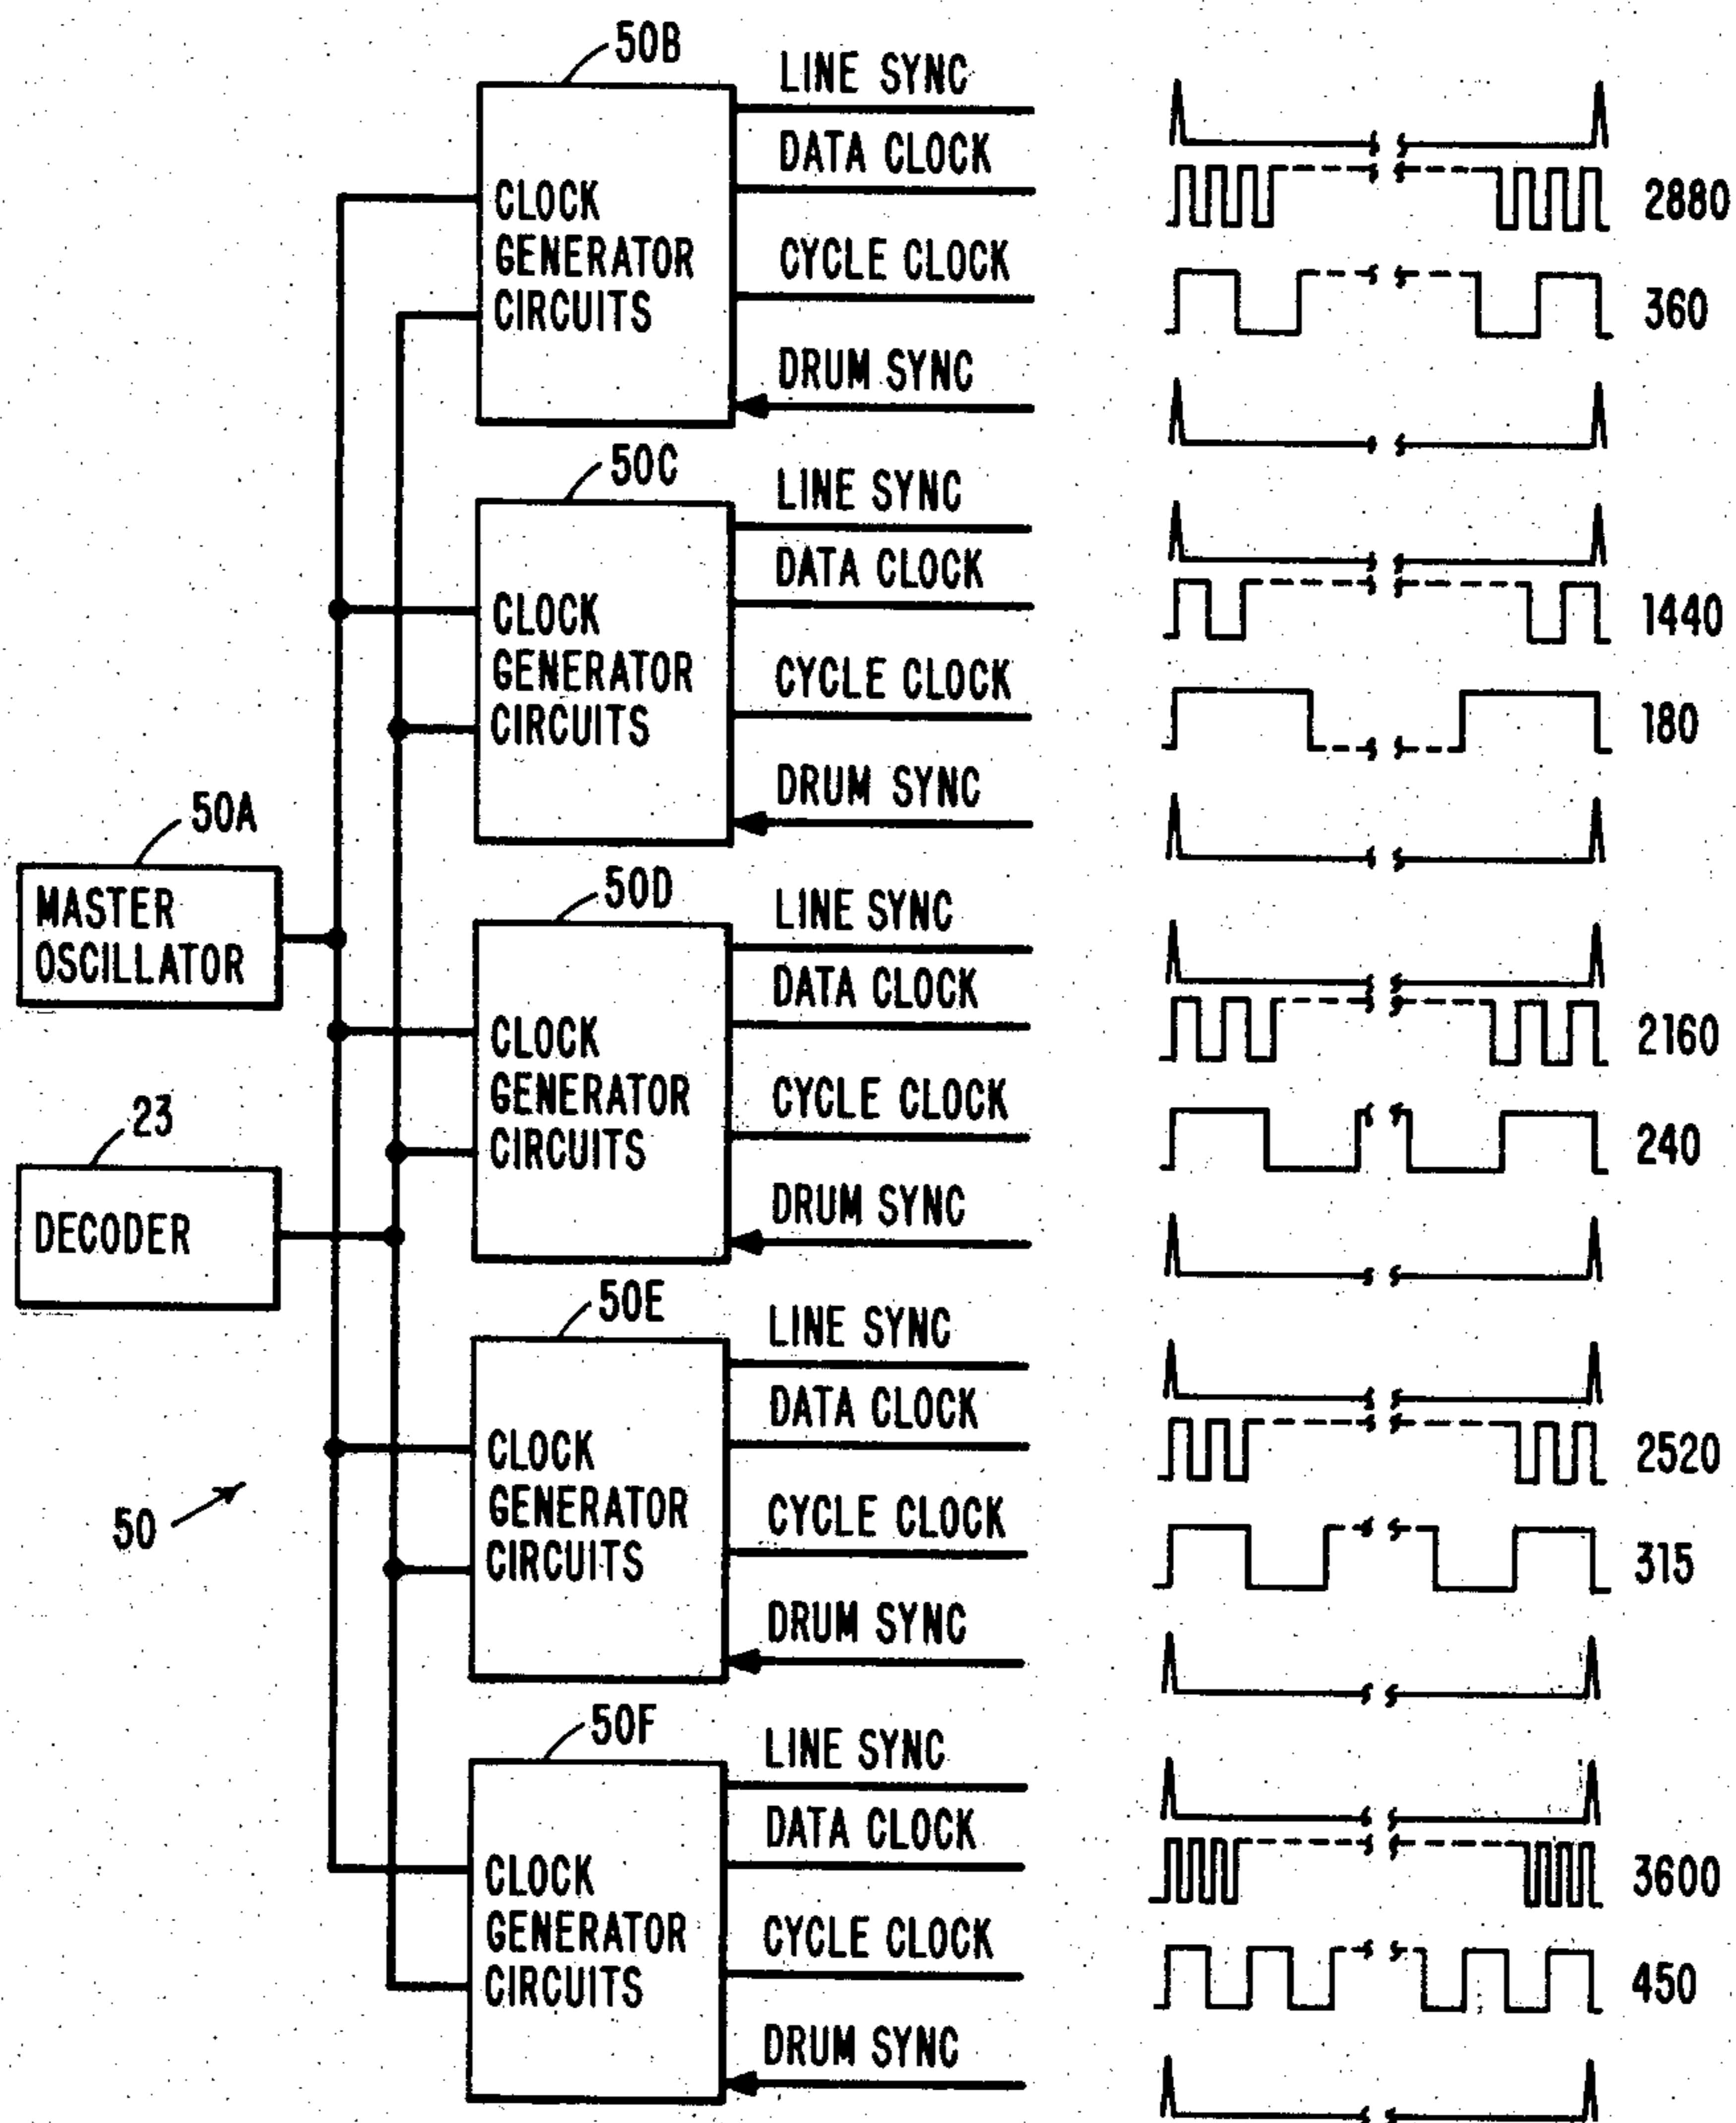 50B
LINE SYNC
DATA CLOCK
2880
CLOCK
GENERATOR
CIRCUITS
CYCLE CLOCK
360
DRUM SYNC
50C
LINE SYNC
DATA CLOCK
1440
CLOCK
GENERATOR
CIRCUITS
CYCLE CLOCK
180
DRUM SYNC
50A
MASTER
OSCILLATOR
50D
LINE SYNC
DATA CLOCK
2160
CLOCK
GENERATOR
CIRCUITS
CYCLE CLOCK
240
DRUM SYNC
23
DECODER
50E
LINE SYNC
DATA CLOCK
2520
CLOCK
GENERATOR
CIRCUITS
CYCLE CLOCK
315
DRUM SYNC
50
50F
LINE SYNC
DATA CLOCK
3600
CLOCK
GENERATOR
CIRCUITS
CYCLE CLOCK
450
DRUM SYNC